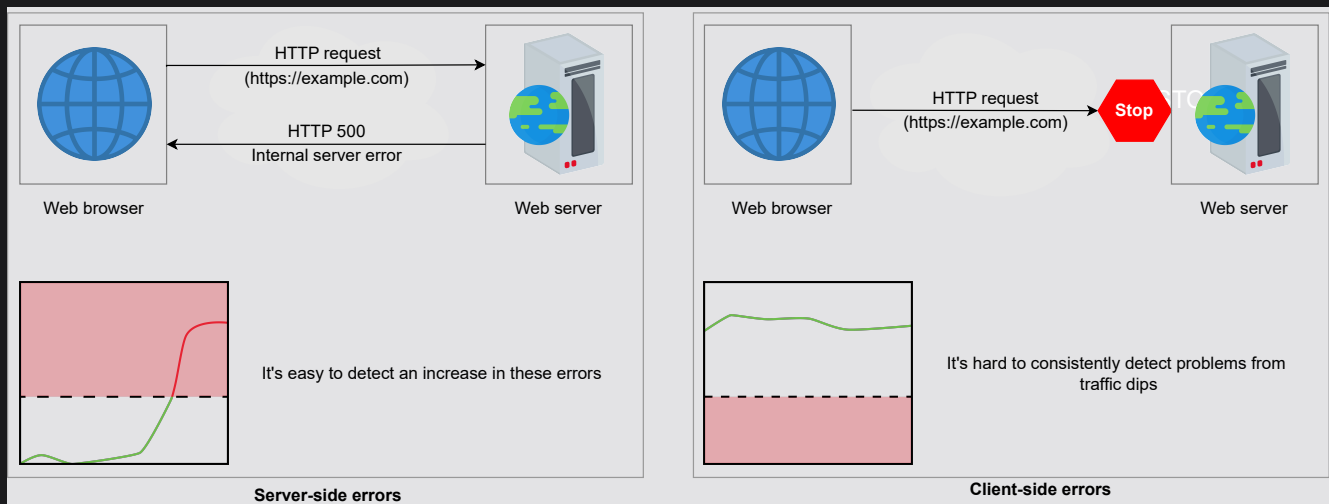 HTTP request
(https://example.com)
HTTP 500
Internal server error
Web browser
Web server
It's easy to detect an increase in these errors
Server-side errors
HTTP request
(https://example.com)
Stop
Web browser
Web server
It's hard to consistently detect problems from
traffic dips
Client-side errors